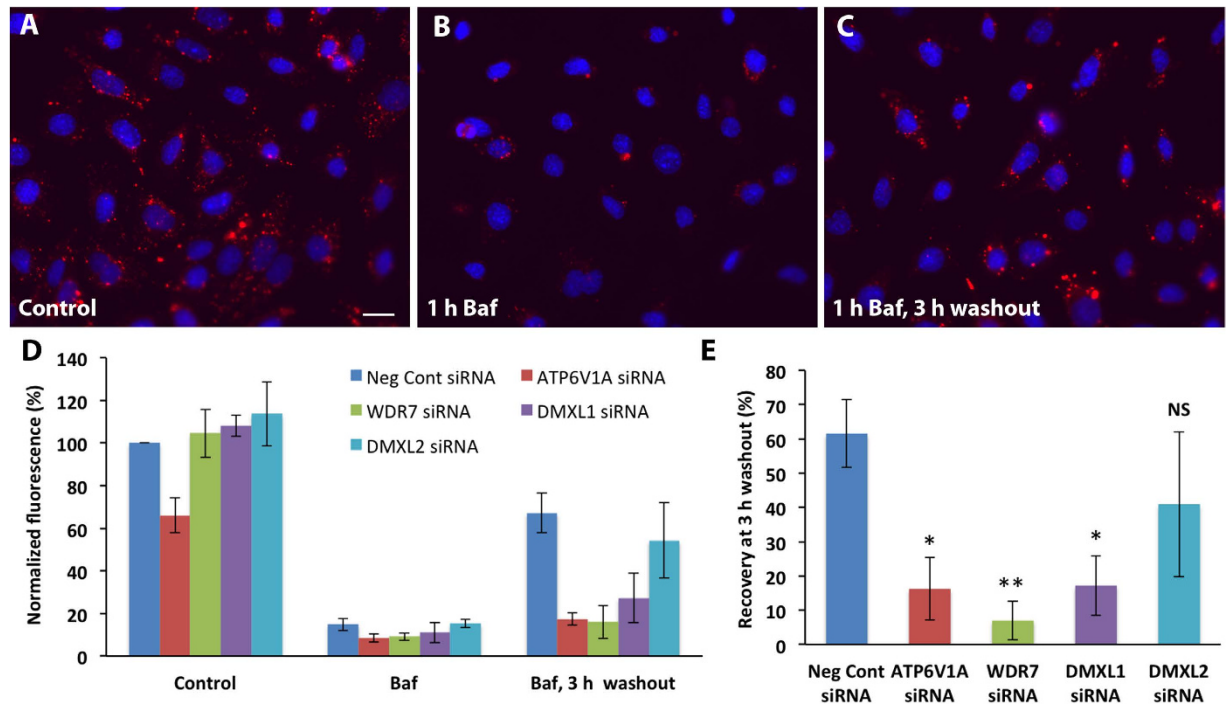 A
Control
B
1 h Baf
C
1 h Baf, 3 h washout
D
Normalized fluorescence (%)
140
120
100
80
60
40
20
0
Neg Cont siRNA
ATP6V1A siRNA
WDR7 siRNA
DMXL1 siRNA
DMXL2 siRNA
Control
Baf
Baf, 3 h washout
E
Recovery at 3 h washout (%)
80
70
60
50
40
30
20
10
0
*
**
*
NS
Neg Cont
siRNA
ATP6V1A
siRNA
WDR7
siRNA
DMXL1
siRNA
DMXL2
siRNA